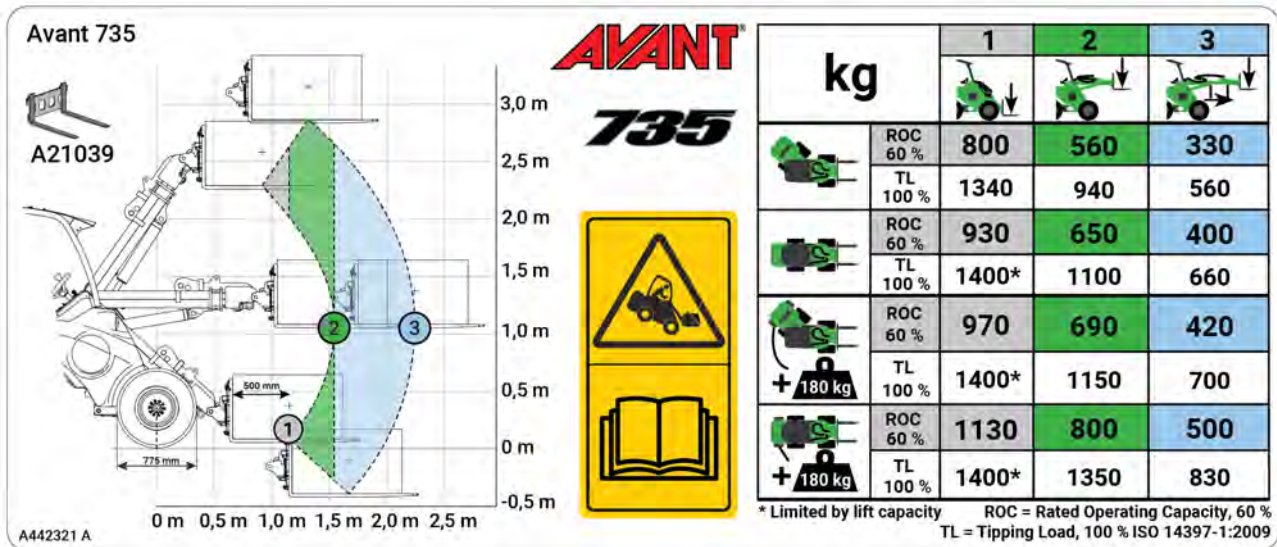 Avant 735
A21039
3,0 m
2,5 m
2,0 m
1,5 m
1,0 m
0,5 m
0 m
-0,5 m
2
3
500 mm
1
775 mm
0 m 0,5 m 1,0 m 1,5 m 2,0 m 2,5 m
A442321 A
AVANT®
735
kg 1 2 3
ROC 60 % 800 560 330
TL 100 % 1340 940 560
ROC 60 % 930 650 400
TL 100 % 1400* 1100 660
ROC 60 % 970 690 420
+ 180 kg TL 100 % 1400* 1150 700
ROC 60 % 1130 800 500
+ 180 kg TL 100 % 1400* 1350 830
* Limited by lift capacity ROC = Rated Operating Capacity, 60 %
TL = Tipping Load, 100 % ISO 14397-1:2009